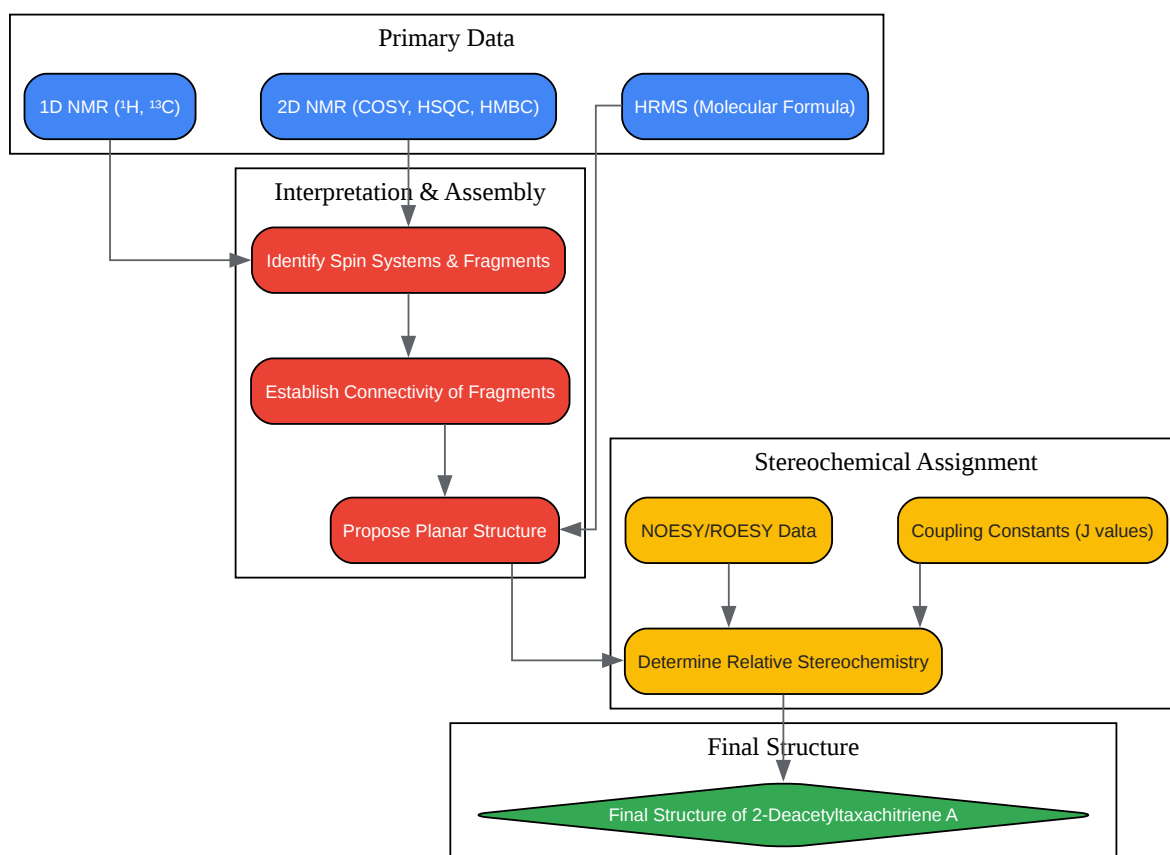 Primary Data
1D NMR (¹H, ¹³C)
2D NMR (COSY, HSQC, HMBC)
HRMS (Molecular Formula)
Interpretation & Assembly
Identify Spin Systems & Fragments
Establish Connectivity of Fragments
Propose Planar Structure
Stereochemical Assignment
NOESY/ROESY Data
Coupling Constants (J values)
Determine Relative Stereochemistry
Final Structure
Final Structure of 2-Deacetyltaxachitriene A